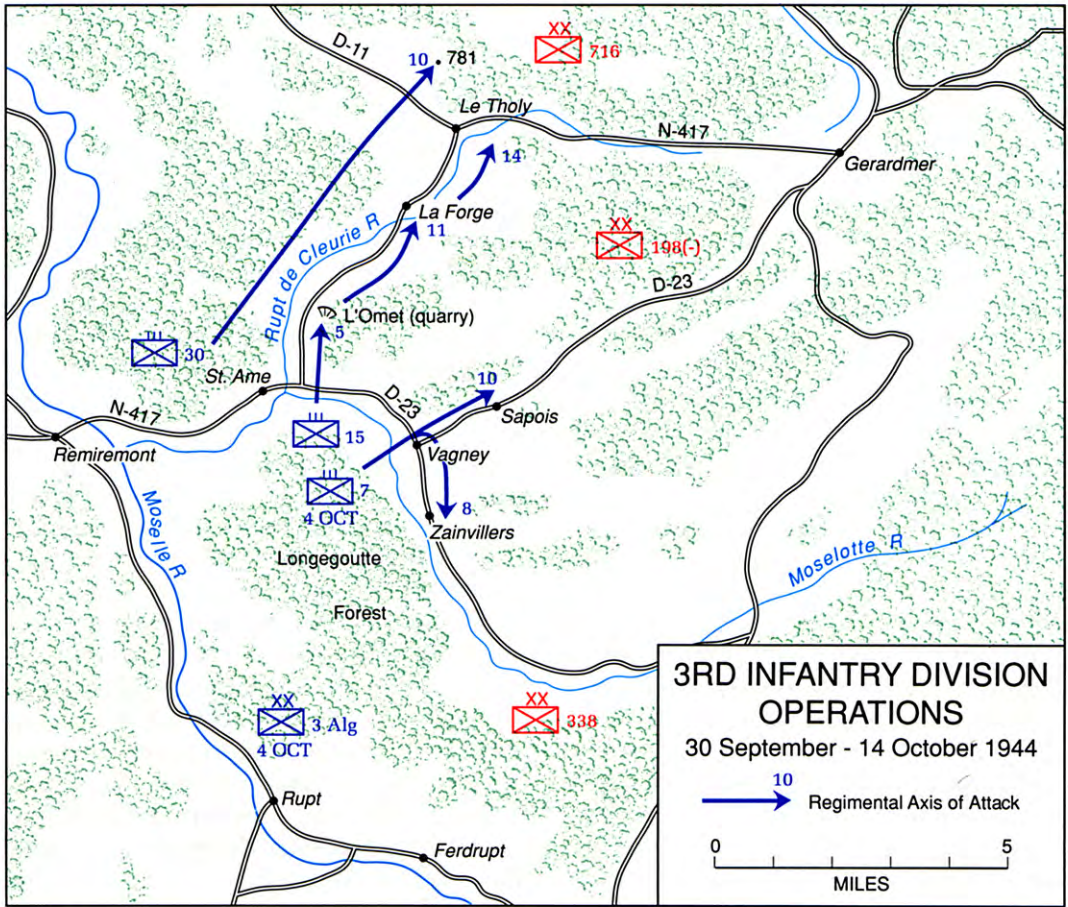 D-11
10
781
XX
716
Le Tholy
N-417
Gerardmer
14
La Forge
11
XX
198(-)
Rupt de Cleurie R
D-23
L'Omet (quarry)
5
III
30
St. Ame
10
N-417
D-23
Sapois
Remiremont
III
15
Vagney
III
7
4 OCT
8
Zainvillers
Moselle R
Longegoutte
Forest
Moselotte R
XX
3 Alg
4 OCT
XX
338
Rupt
Ferdrupt
3RD INFANTRY DIVISION
OPERATIONS
30 September - 14 October 1944
10
Regimental Axis of Attack
0 5
MILES